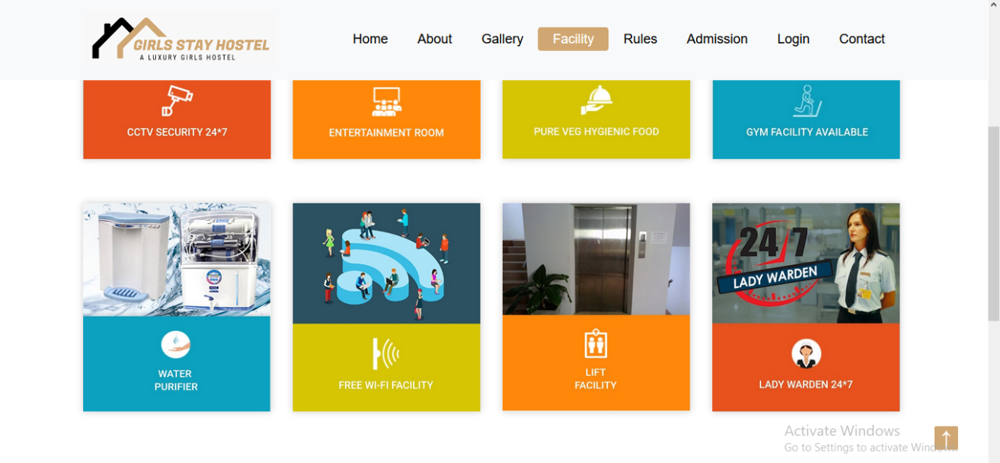 GIRLS STAY HOSTEL
A LUXURY GIRLS HOSTEL
Home About Gallery Facility Rules Admission Login Contact
CCTV SECURITY 24*7
ENTERTAINMENT ROOM
PURE VEG HYGIENIC FOOD
GYM FACILITY AVAILABLE
24/7
LADY WARDEN
WATER
PURIFIER
FREE WI-FI FACILITY
LIFT
FACILITY
LADY WARDEN 24*7
Activate Windows
Go to Settings to activate Windows.